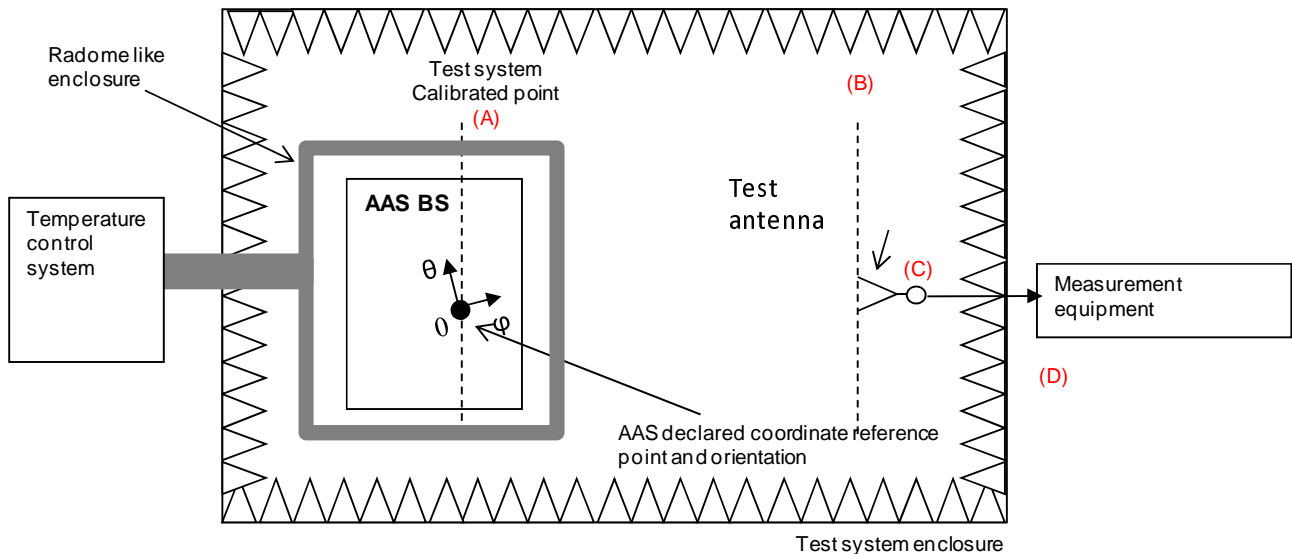 Radome like
enclosure
Test system
Calibrated point
(A)
(B)
AAS BS
Test
antenna
Temperature
control
system
θ
(C)
Measurement
equipment
0
φ
(D)
AAS declared coordinate reference
point and orientation
Test system enclosure